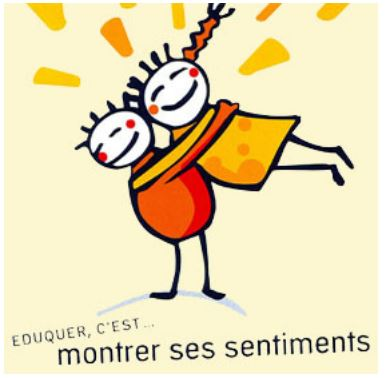 EDUQUER, C'EST...
montrer ses sentiments